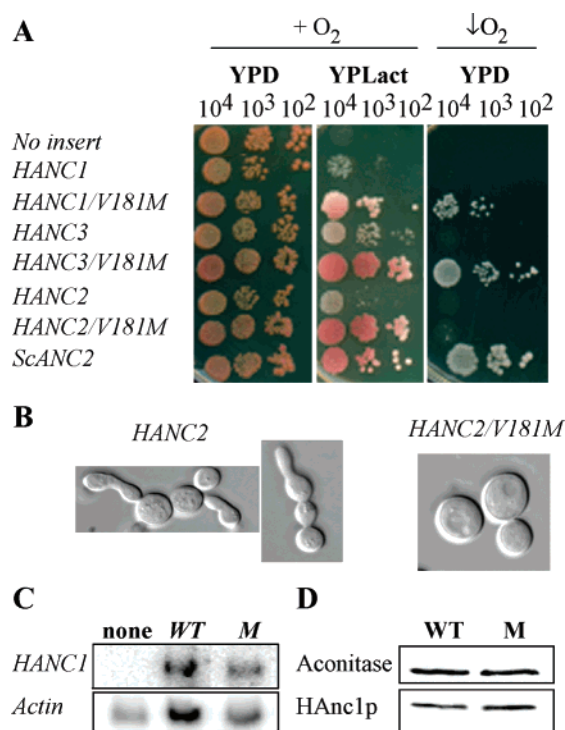 A
+ O2 ↓O2
YPD YPLact YPD
10^4 10^3 10^2 10^4 10^3 10^2 10^4 10^3 10^2
No insert
HANC1
HANC1/V181M
HANC3
HANC3/V181M
HANC2
HANC2/V181M
ScANC2
B
HANC2 HANC2/V181M
C
none WT M
HANC1
Actin
D
WT M
Aconitase
HAnc1p